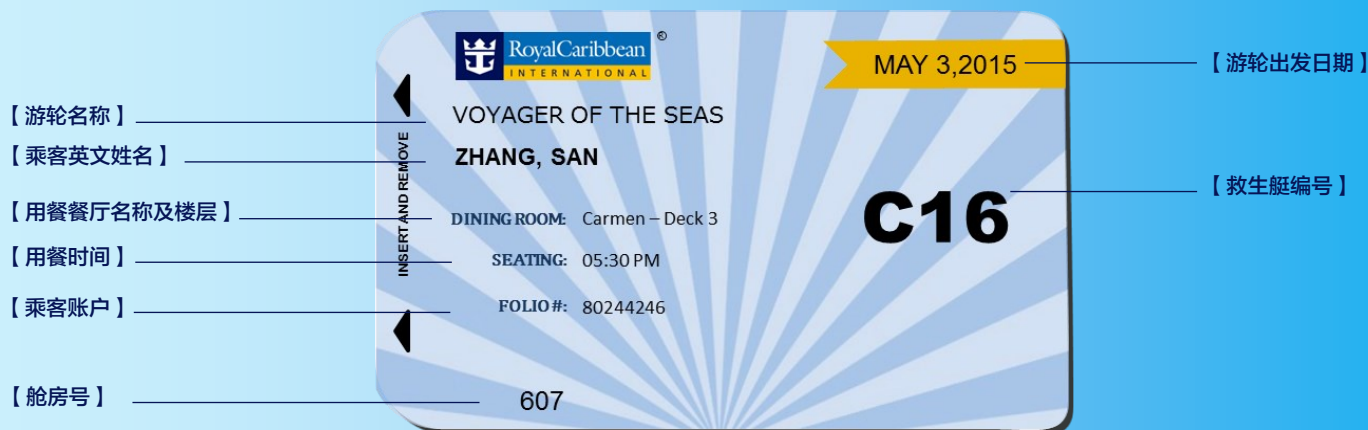 RoyalCaribbean ®
INTERNATIONAL
MAY 3,2015
【 游轮出发日期 】
【 游轮名称 】
VOYAGER OF THE SEAS
【 乘客英文姓名 】
ZHANG, SAN
【 救生艇编号 】
C16
【 用餐餐厅名称及楼层 】
DINING ROOM: Carmen – Deck 3
【 用餐时间 】
SEATING: 05:30 PM
【 乘客账户 】
FOLIO#: 80244246
【 舱房号 】
607
INSERT AND REMOVE